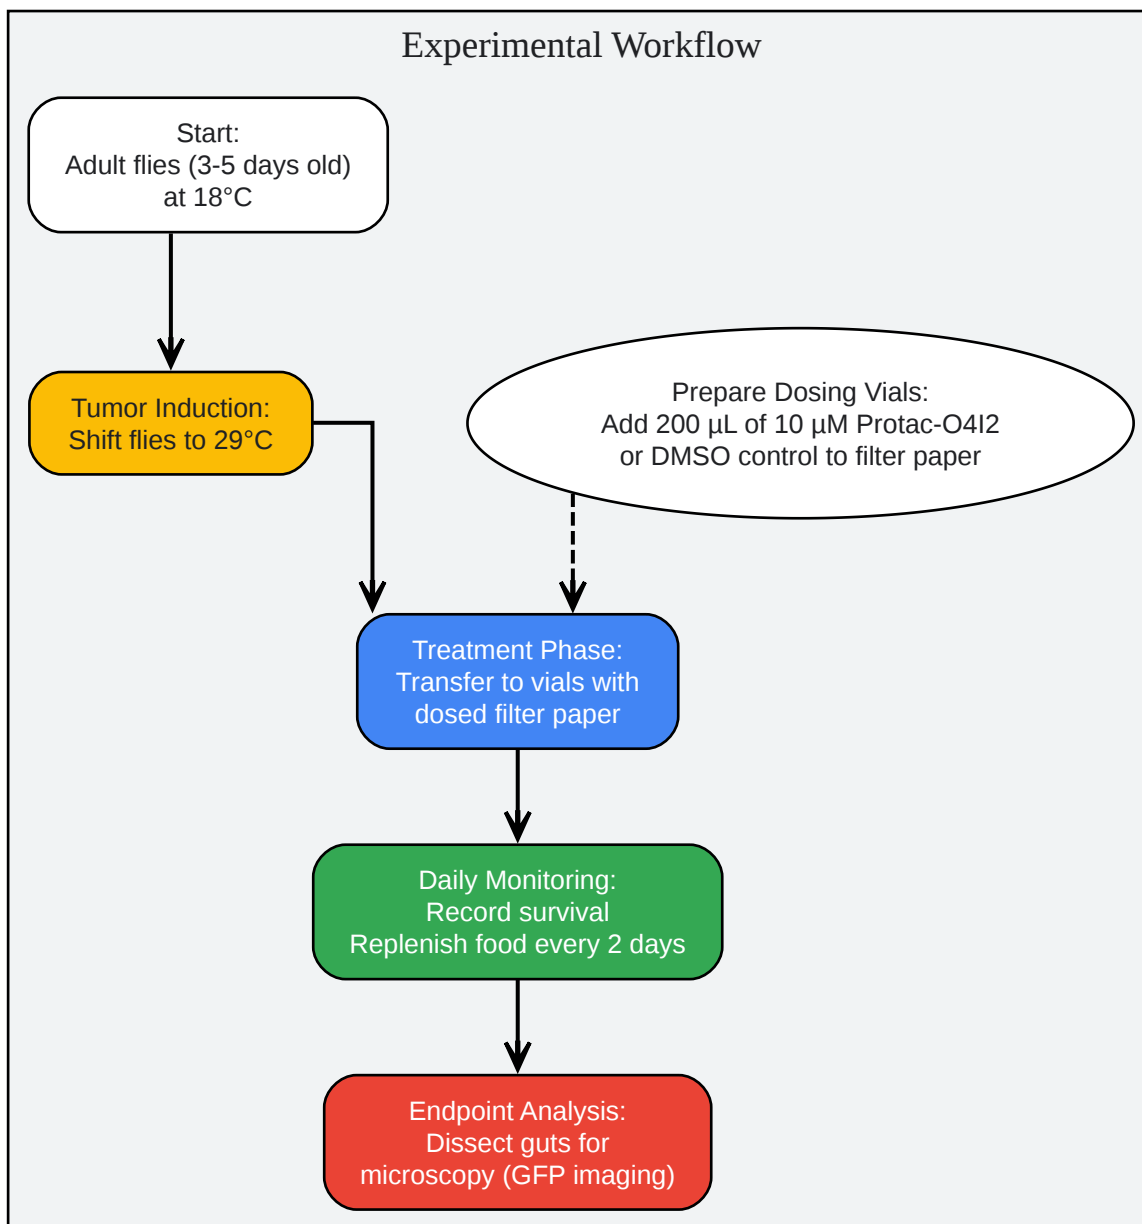 Experimental Workflow
Start:
Adult flies (3-5 days old)
at 18°C
Tumor Induction:
Shift flies to 29°C
Prepare Dosing Vials:
Add 200 µL of 10 µM Protac-O4I2
or DMSO control to filter paper
Treatment Phase:
Transfer to vials with
dosed filter paper
Daily Monitoring:
Record survival
Replenish food every 2 days
Endpoint Analysis:
Dissect guts for
microscopy (GFP imaging)